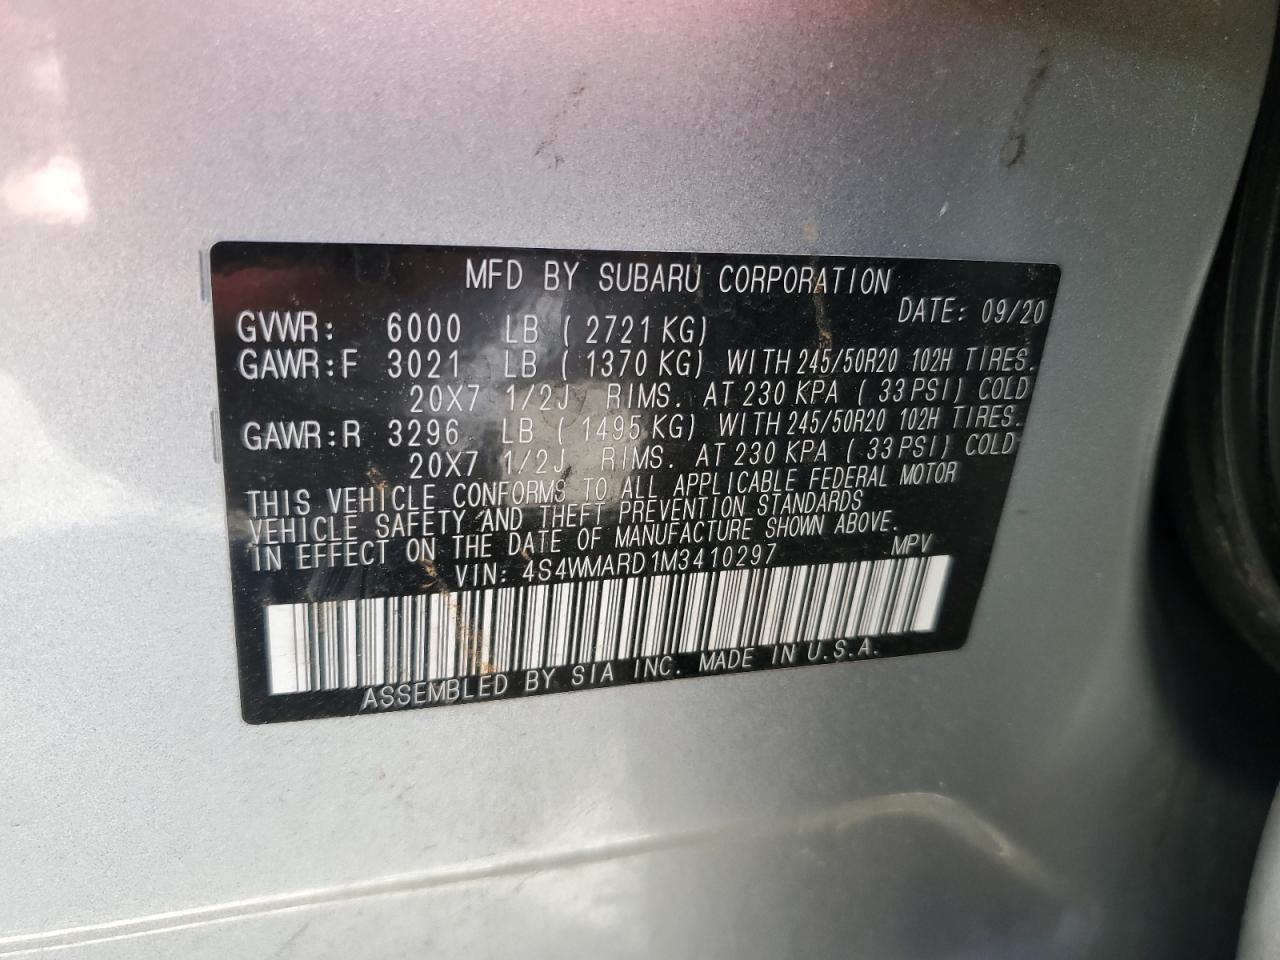 MFD BY SUBARU CORPORATION
DATE: 09/20
GVWR: 6000 LB ( 2721 KG)
GAWR:F 3021 LB ( 1370 KG) WITH 245/50R20 102H TIRES.
20X7 1/2J RIMS. AT 230 KPA ( 33 PSI) COLD
GAWR:R 3296 LB ( 1495 KG) WITH 245/50R20 102H TIRES.
20X7 1/2J RIMS. AT 230 KPA ( 33 PSI) COLD
THIS VEHICLE CONFORMS TO ALL APPLICABLE FEDERAL MOTOR
VEHICLE SAFETY AND THEFT PREVENTION STANDARDS
IN EFFECT ON THE DATE OF MANUFACTURE SHOWN ABOVE.
VIN: 4S4WMARD1M3410297 MPV
ASSEMBLED BY SIA INC. MADE IN U.S.A.